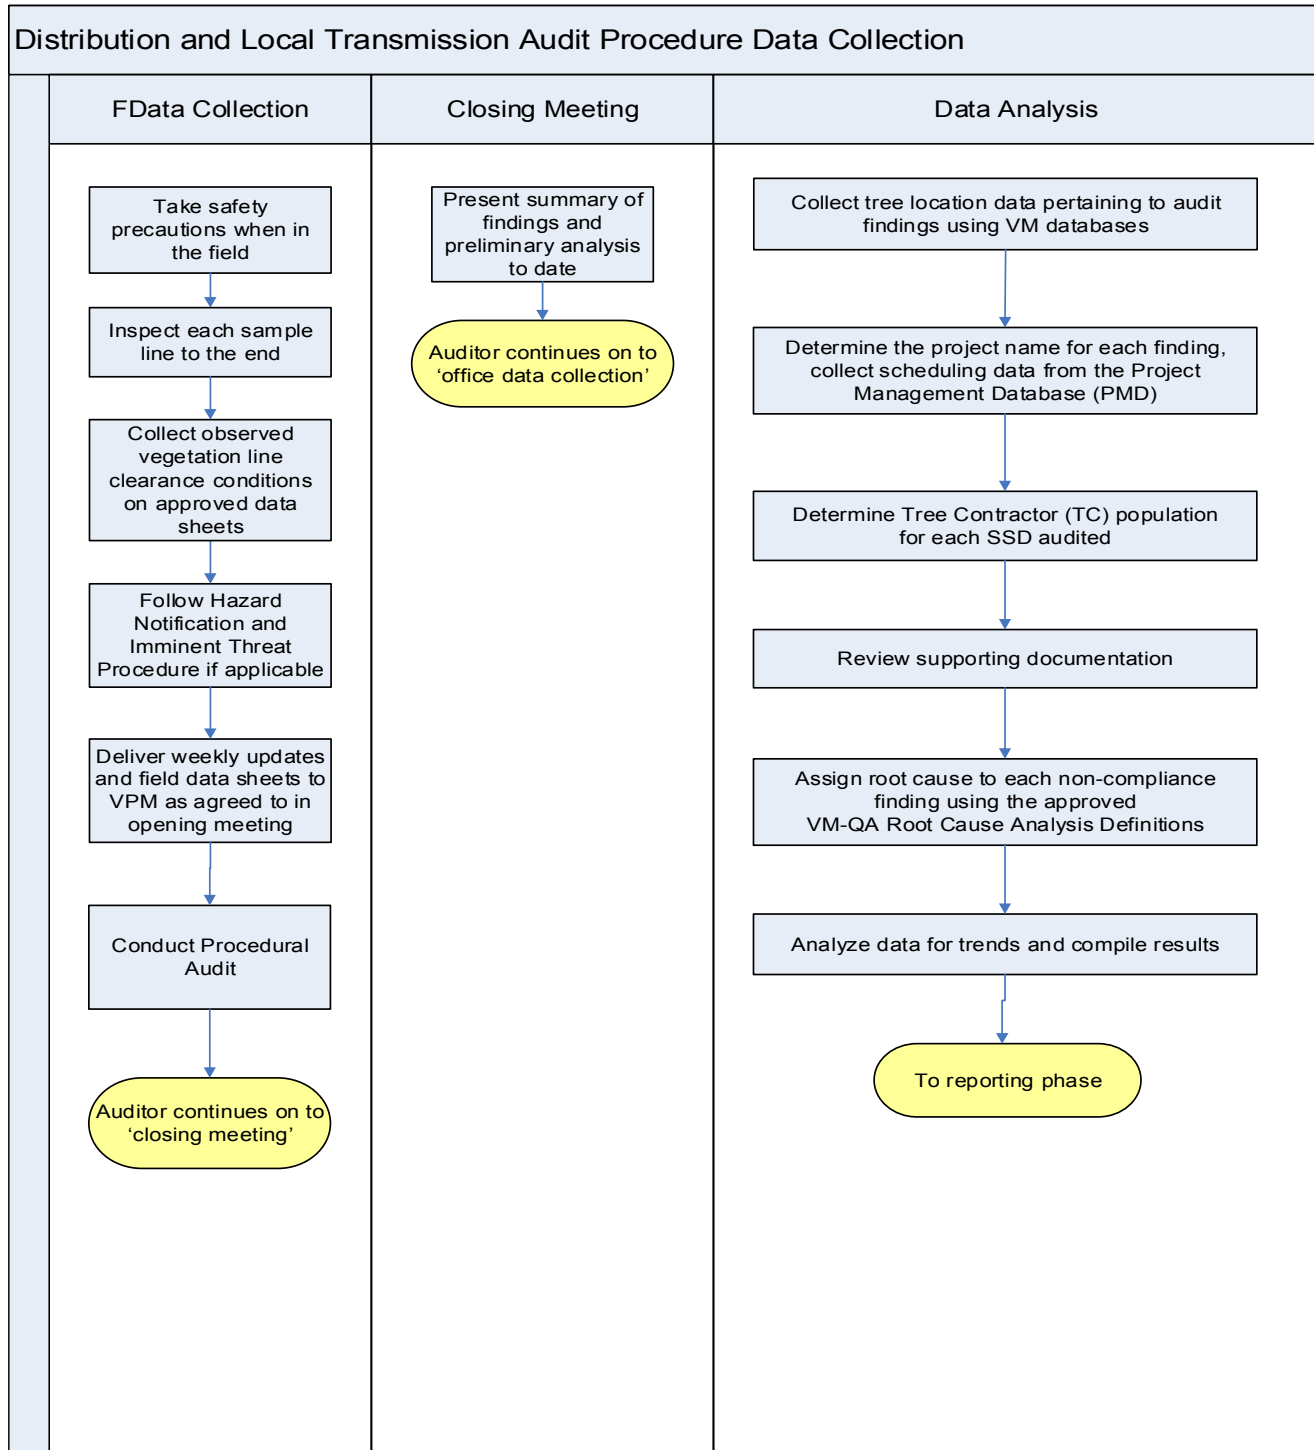 Distribution and Local Transmission Audit Procedure Data Collection
FData Collection
Closing Meeting
Data Analysis
Take safety
precautions when in
the field
Inspect each sample
line to the end
Collect observed
vegetation line
clearance conditions
on approved data
sheets
Follow Hazard
Notification and
Imminent Threat
Procedure if applicable
Deliver weekly updates
and field data sheets to
VPM as agreed to in
opening meeting
Conduct Procedural
Audit
Auditor continues on to
‘closing meeting’
Present summary of
findings and
preliminary analysis
to date
Auditor continues on to
‘office data collection’
Collect tree location data pertaining to audit
findings using VM databases
Determine the project name for each finding,
collect scheduling data from the Project
Management Database (PMD)
Determine Tree Contractor (TC) population
for each SSD audited
Review supporting documentation
Assign root cause to each non-compliance
finding using the approved
VM-QA Root Cause Analysis Definitions
Analyze data for trends and compile results
To reporting phase